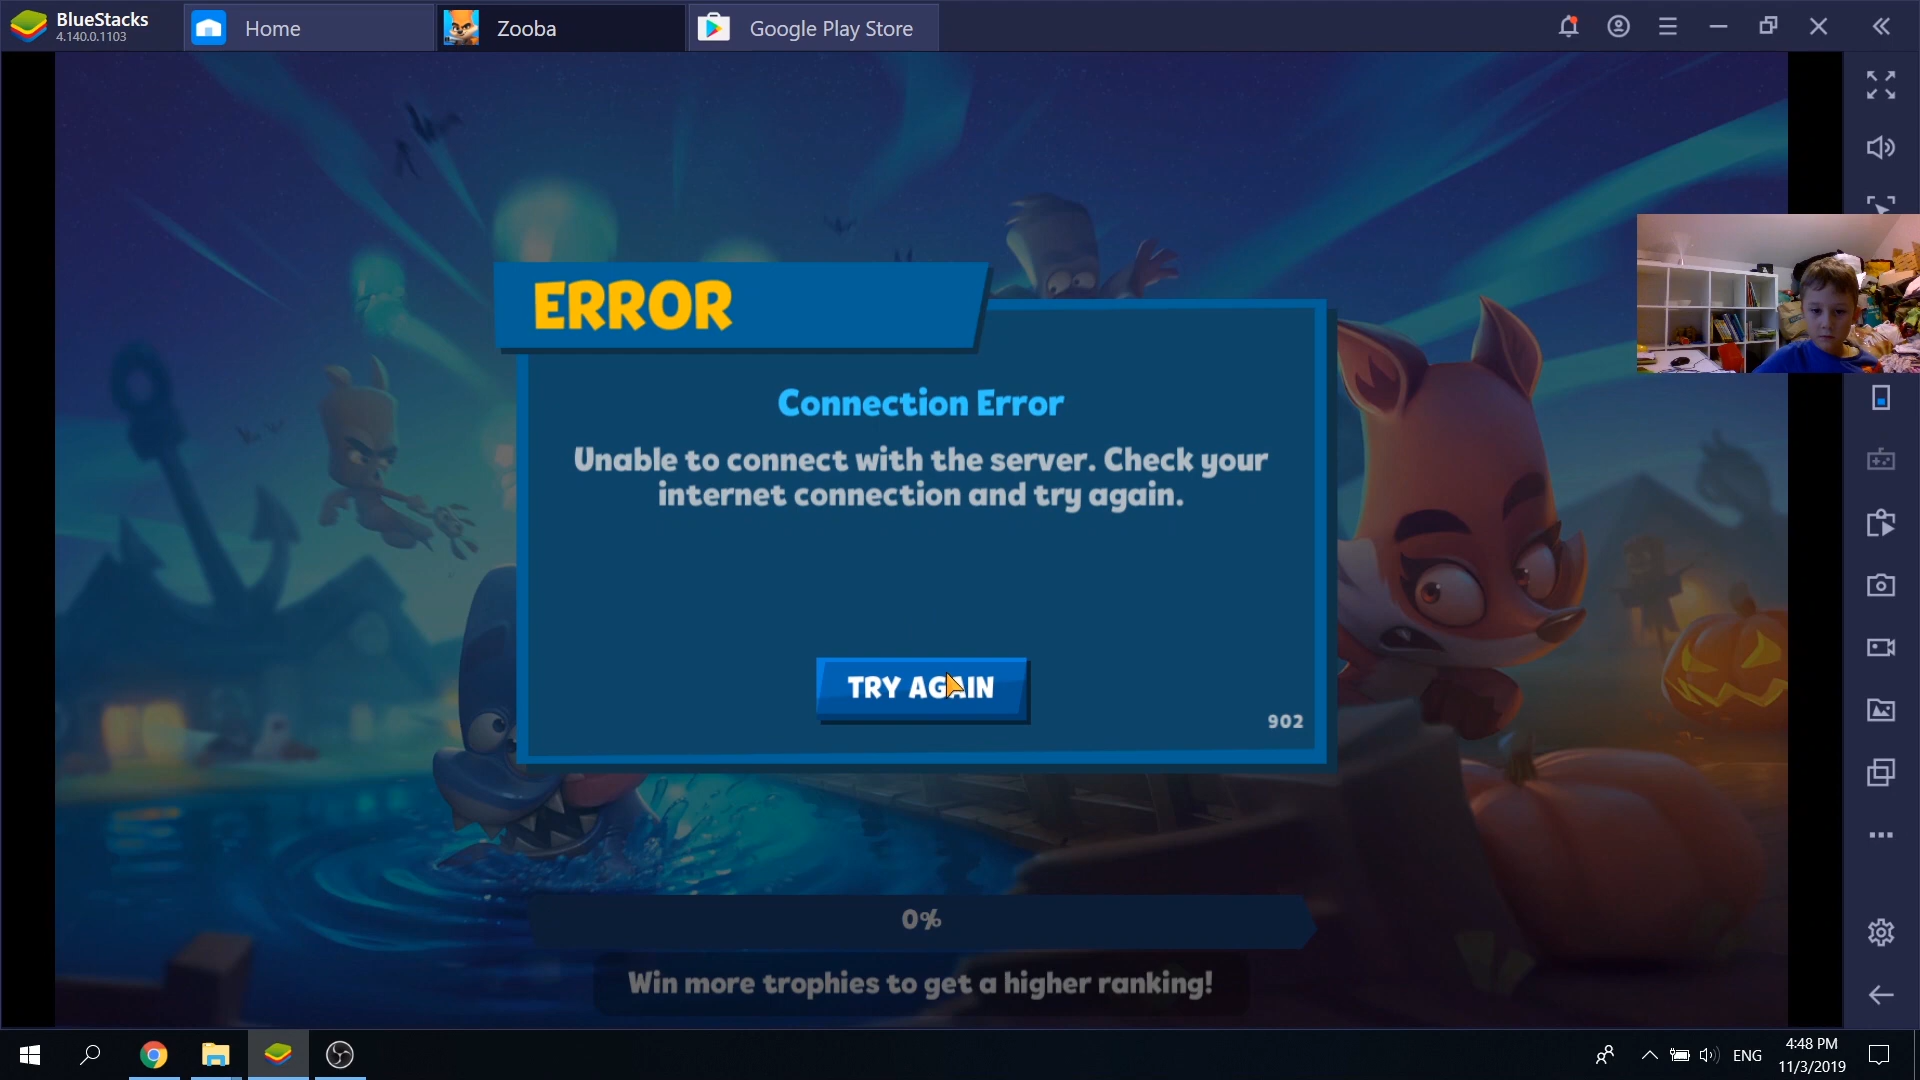 BlueStacks
4.140.0.1103
Home
Zooba
Google Play Store
ERROR
Connection Error
Unable to connect with the server. Check your
internet connection and try again.
TRY AGAIN
902
0%
Win more trophies to get a higher ranking!
ENG
4:48 PM
11/3/2019